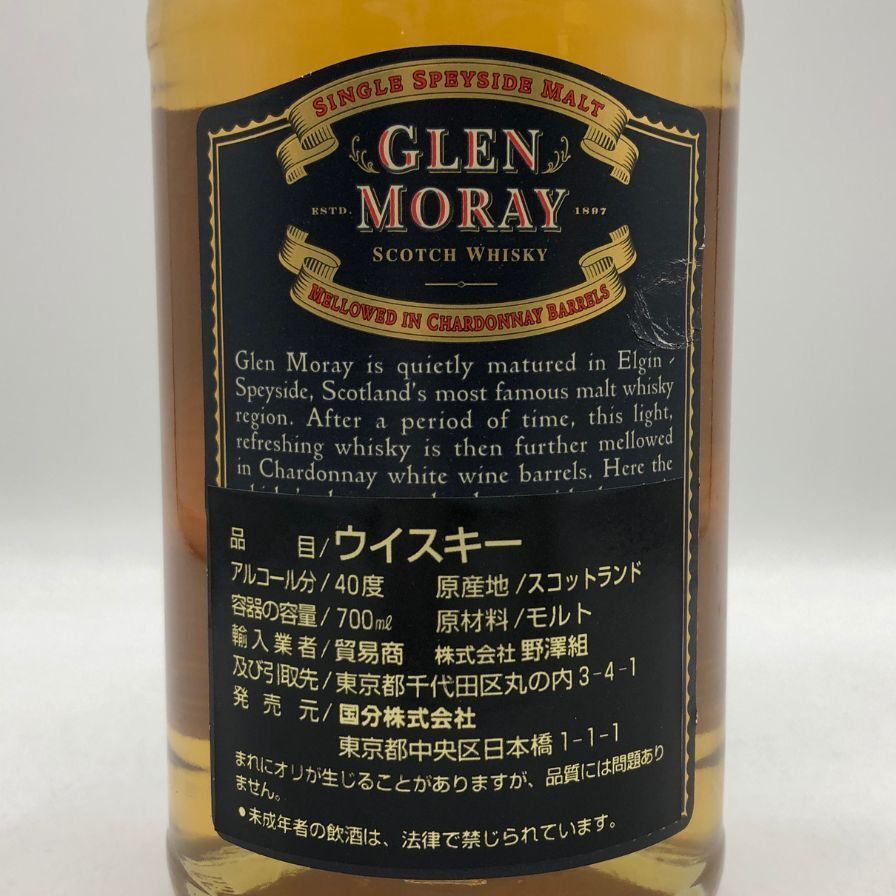 SINGLE SPEYSIDE MALT
GLEN
ESTD. MORAY 1897
SCOTCH WHISKY
MELLOWED IN CHARDONNAY BARRELS
Glen Moray is quietly matured in Elgin -
Speyside, Scotland's most famous malt whisky
region. After a period of time, this light,
refreshing whisky is then further mellowed
in Chardonnay white wine barrels. Here the
品目/ウイスキー
アルコール分/40度 原産地/スコットランド
容器の容量/700ml 原材料/モルト
輸入業者/貿易商 株式会社 野澤組
及び引取先/東京都千代田区丸の内3-4-1
発売元/国分株式会社
東京都中央区日本橋1-1-1
まれにオリが生じることがありますが、品質には問題あり
ません。
•未成年者の飲酒は、法律で禁じられています。